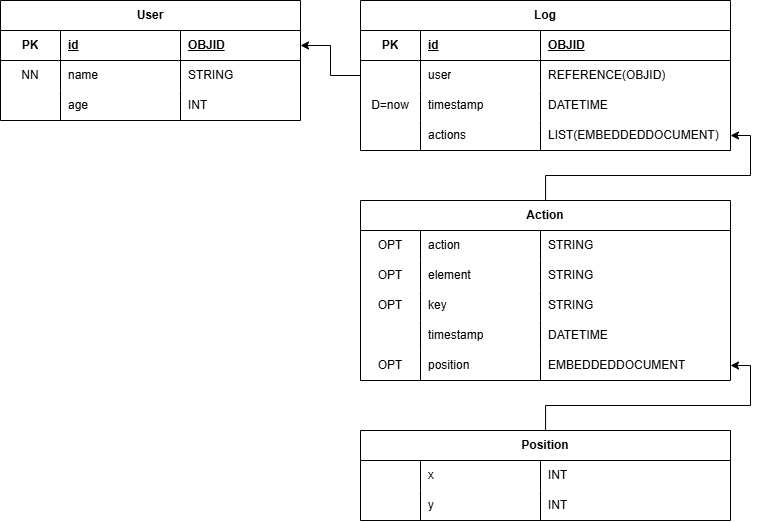 User
PK id OBJID
NN name STRING
age INT
Log
PK id OBJID
user REFERENCE(OBJID)
D=now timestamp DATETIME
actions LIST(EMBEDDEDDOCUMENT)
Action
OPT action STRING
OPT element STRING
OPT key STRING
timestamp DATETIME
OPT position EMBEDDEDDOCUMENT
Position
x INT
y INT